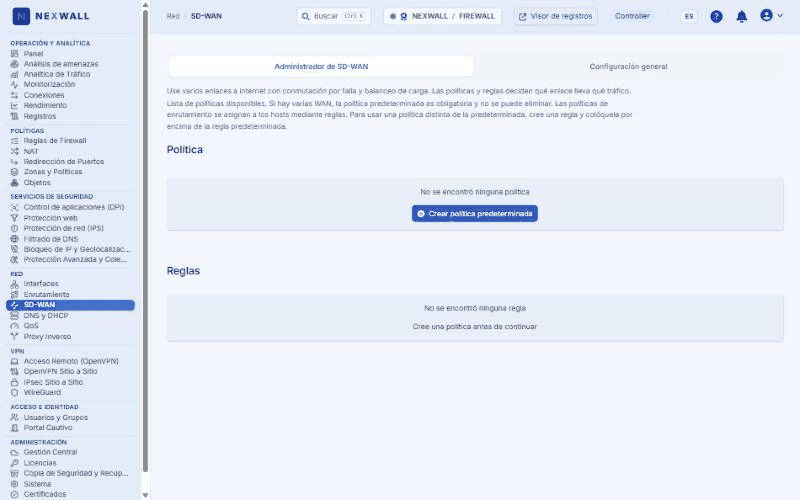 NEXWALL
Red › SD-WAN
Buscar Ctrl K
NEXWALL / FIREWALL
Visor de registros
Controller
ES
OPERACIÓN Y ANALÍTICA
Panel
Análisis de amenazas
Analítica de Tráfico
Monitorización
Conexiones
Rendimiento
Registros
POLÍTICAS
Reglas de Firewall
NAT
Redirección de Puertos
Zonas y Políticas
Objetos
SERVICIOS DE SEGURIDAD
Control de aplicaciones (DPI)
Protección web
Protección de red (IPS)
Filtrado de DNS
Bloqueo de IP y Geolocalizac...
Protección Avanzada y Cole...
RED
Interfaces
Enrutamiento
SD-WAN
DNS y DHCP
QoS
Proxy Inverso
VPN
Acceso Remoto (OpenVPN)
OpenVPN Sitio a Sitio
IPsec Sitio a Sitio
WireGuard
ACCESO E IDENTIDAD
Usuarios y Grupos
Portal Cautivo
ADMINISTRACIÓN
Gestión Central
Licencias
Copia de Seguridad y Recup...
Sistema
Certificados
Administrador de SD-WAN
Configuración general
Use varios enlaces a internet con conmutación por falla y balanceo de carga. Las políticas y reglas deciden qué enlace lleva qué tráfico.
Lista de políticas disponibles. Si hay varias WAN, la política predeterminada es obligatoria y no se puede eliminar. Las políticas de
enrutamiento se asignan a los hosts mediante reglas. Para usar una política distinta de la predeterminada, cree una regla y colóquela por
encima de la regla predeterminada.
Política
No se encontró ninguna política
Crear política predeterminada
Reglas
No se encontró ninguna regla
Cree una política antes de continuar